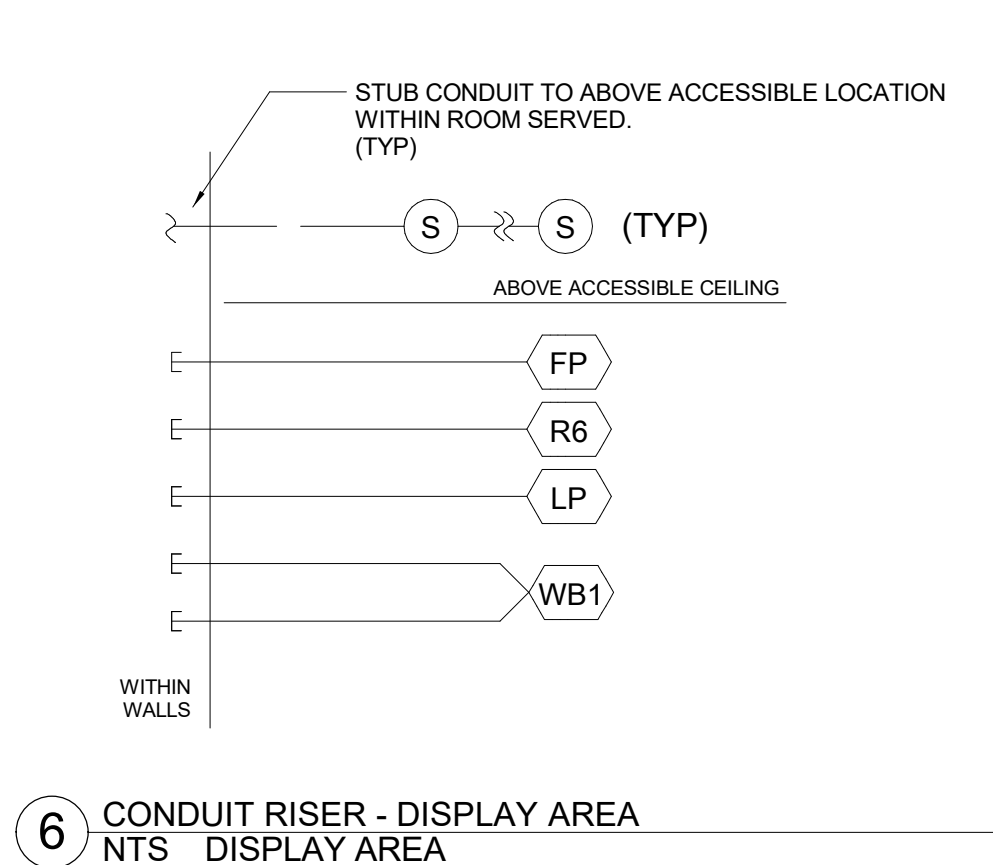 STUB CONDUIT TO ABOVE ACCESSIBLE LOCATION
WITHIN ROOM SERVED.
(TYP)
S S (TYP)
ABOVE ACCESSIBLE CEILING
FP
R6
LP
WB1
WITHIN
WALLS
6 CONDUIT RISER - DISPLAY AREA
NTS DISPLAY AREA